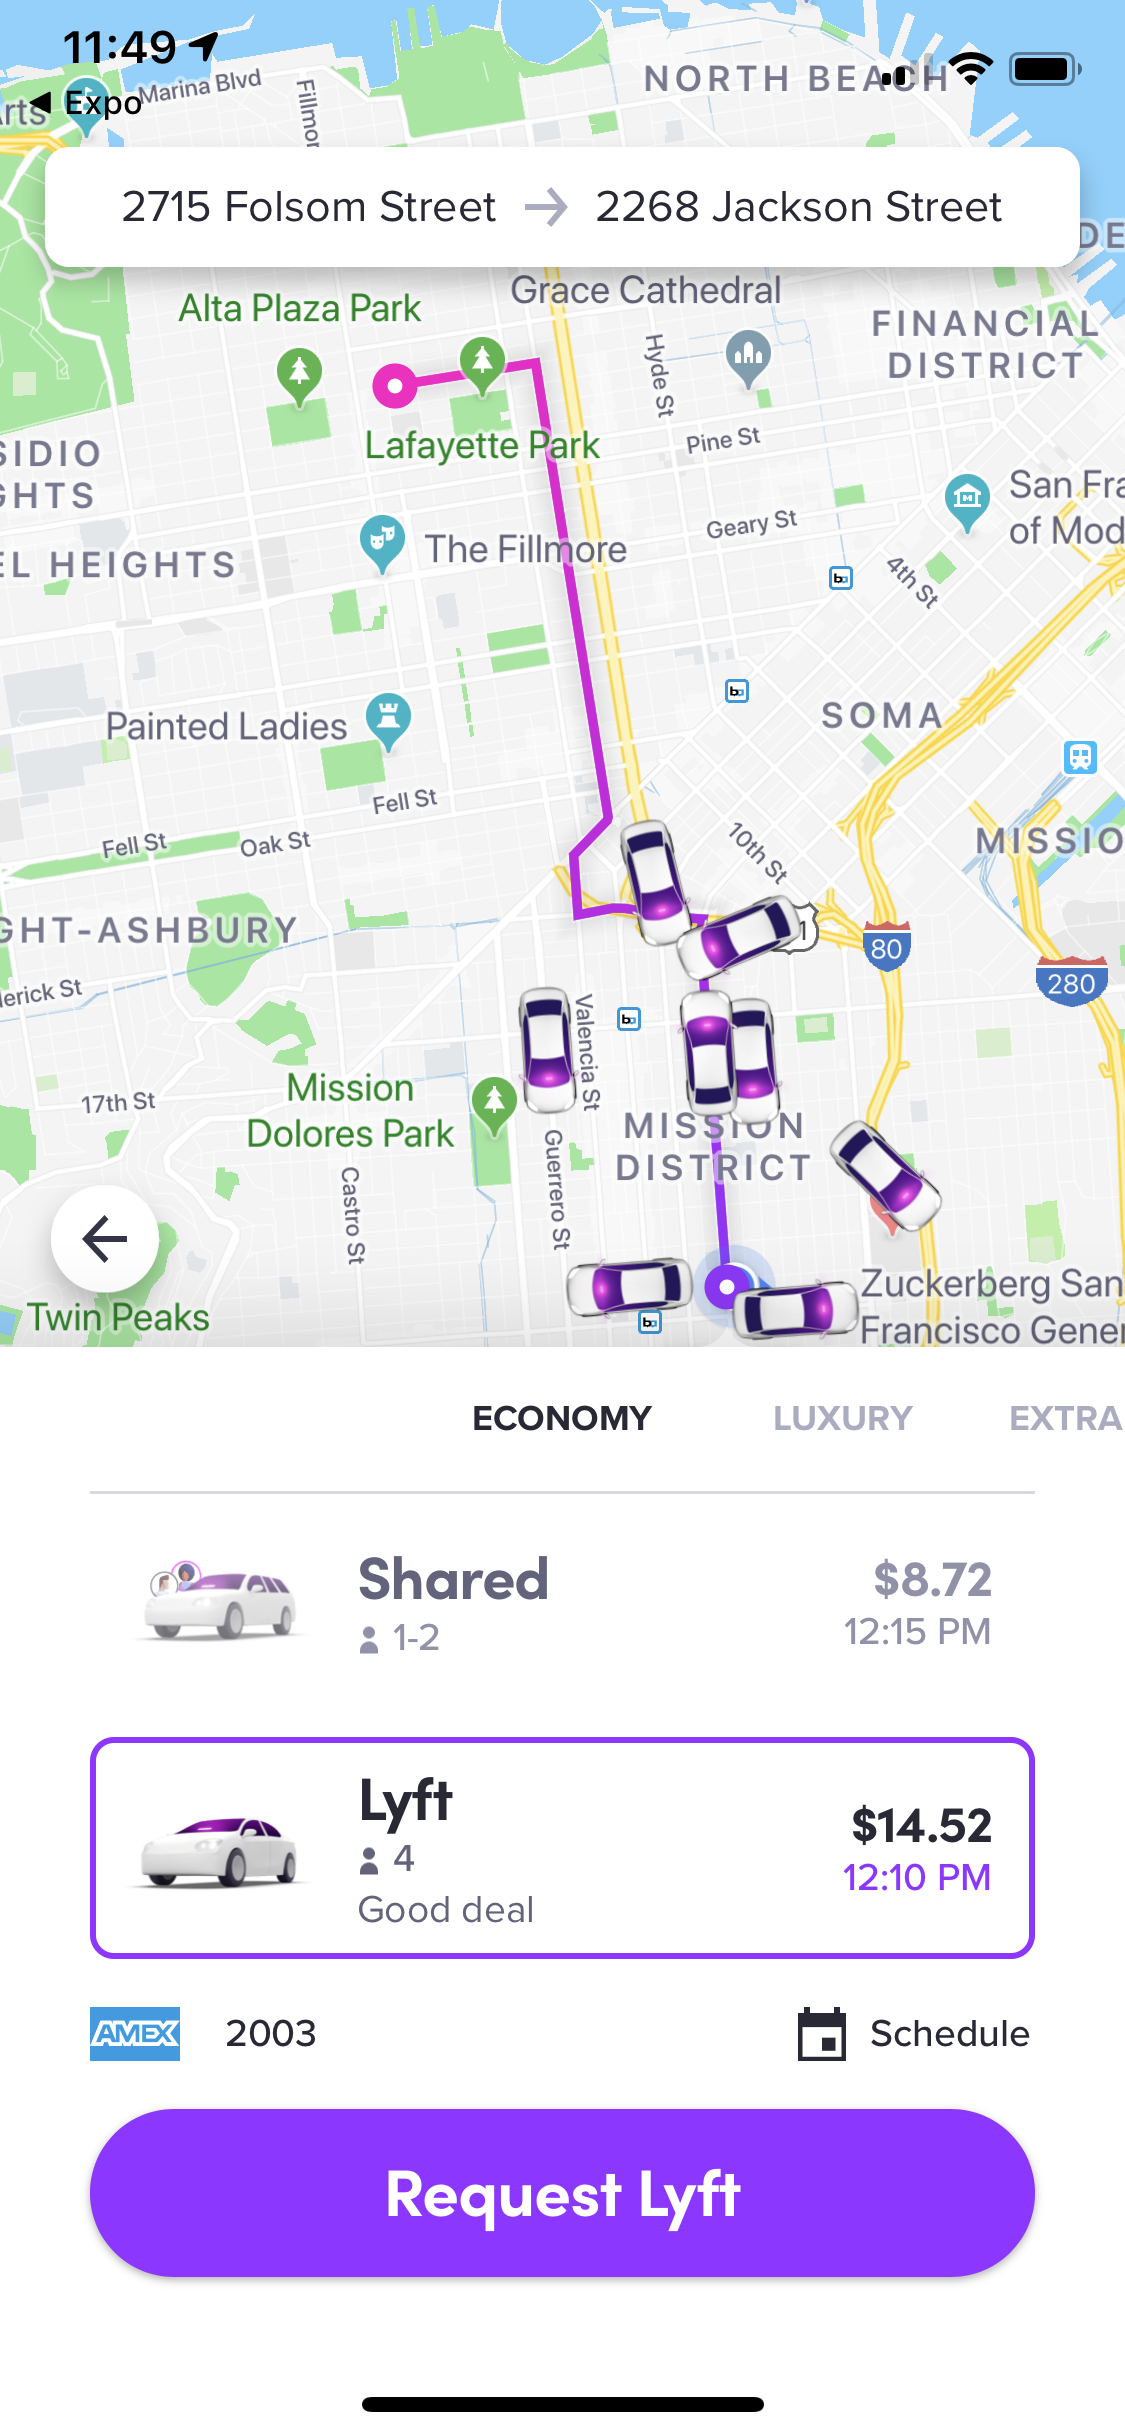 11:49
Expo
Marina Blvd
Fillmor
NORTH BEACH
rts
2715 Folsom Street → 2268 Jackson Street
DE
Alta Plaza Park
Grace Cathedral
FINANCIAL
DISTRICT
Hyde St
Lafayette Park
Pine St
SIDIO
GHTS
San Fra
of Mod
Geary St
The Fillmore
EL HEIGHTS
4th St
SOMA
Painted Ladies
Fell St
Fell St
Oak St
10th St
MISSIO
GHT-ASHBURY
1
80
280
derick St
Valencia St
17th St
Mission
Dolores Park
MISSION
DISTRICT
Guerrero St
Castro St
Twin Peaks
Zuckerberg San
Francisco Gener
ECONOMY
LUXURY
EXTRA
Shared
1-2
$8.72
12:15 PM
Lyft
4
Good deal
$14.52
12:10 PM
AMEX
2003
Schedule
Request Lyft